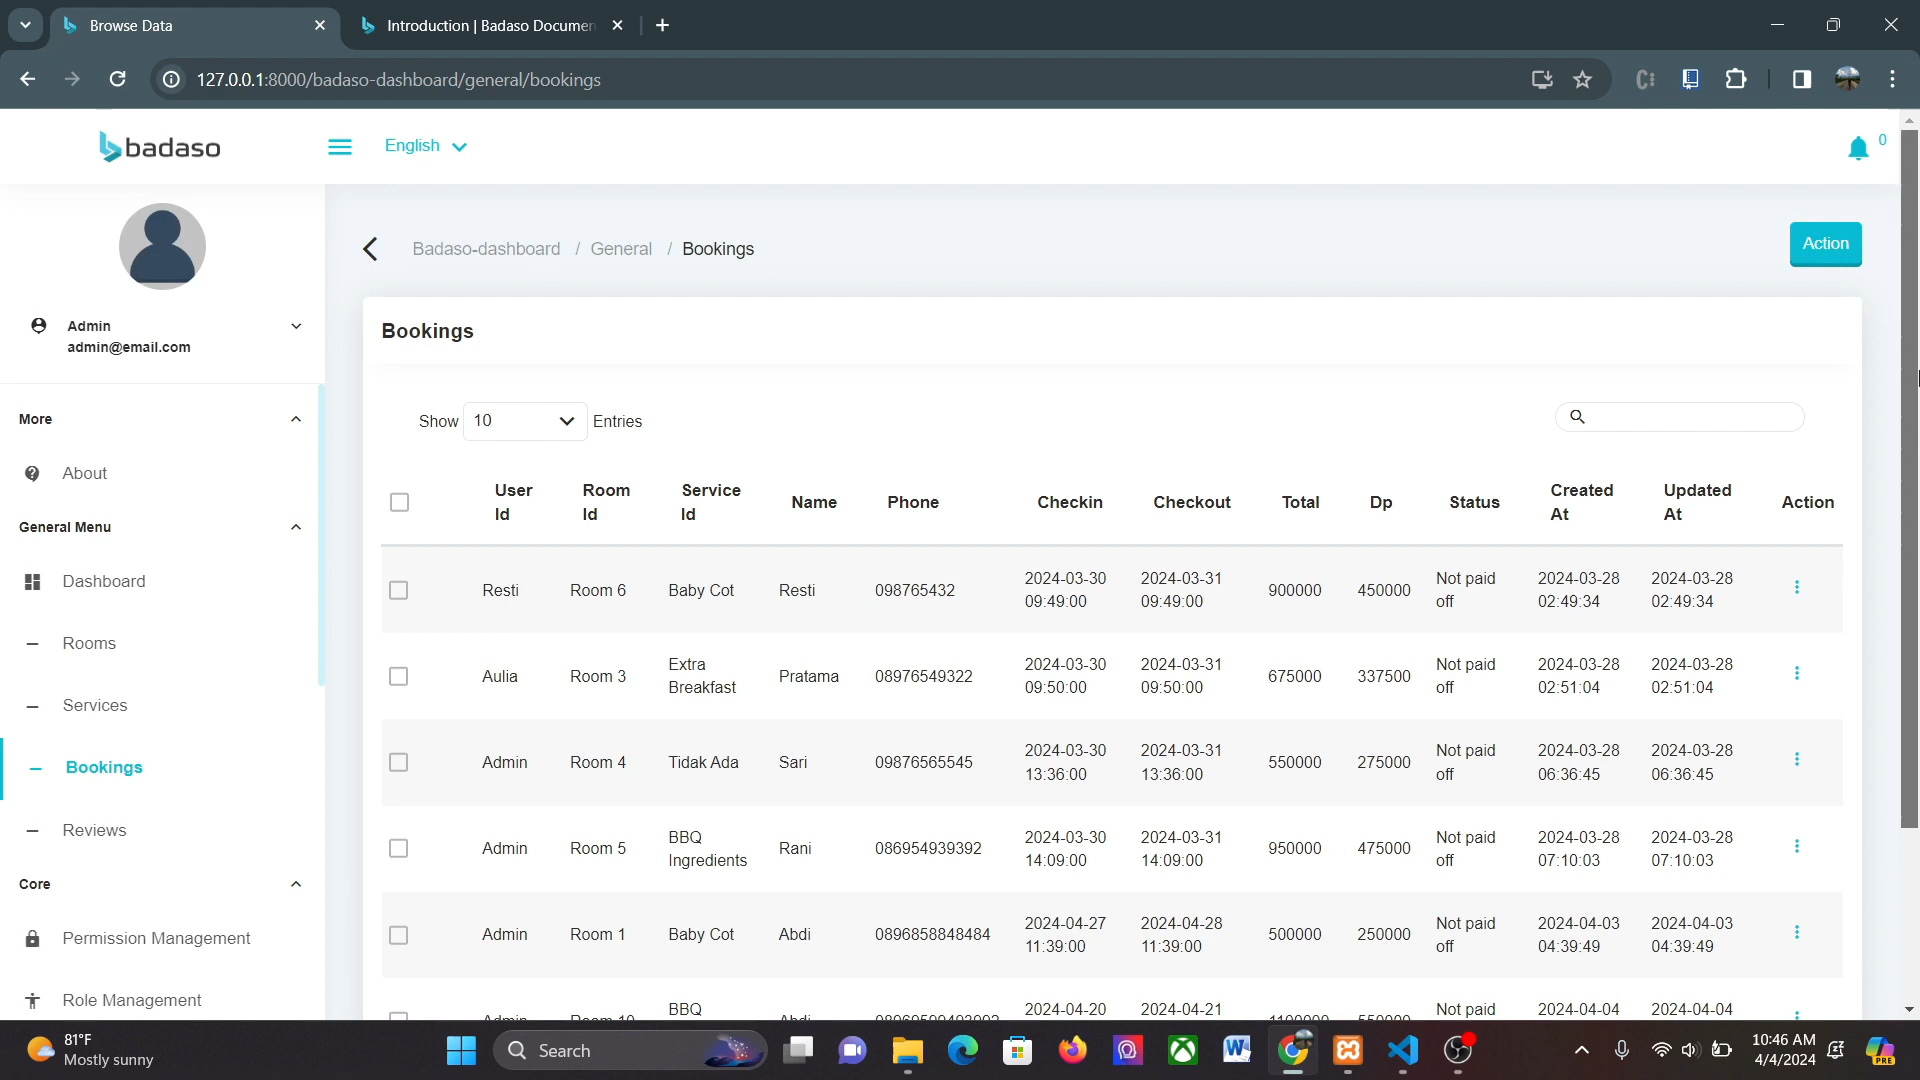 Browse Data
Introduction | Badaso Documen
127.0.0.1:8000/badaso-dashboard/general/bookings
badaso
English
0
Badaso-dashboard / General / Bookings
Action
Admin
admin@email.com
More
About
General Menu
Dashboard
Rooms
Services
Bookings
Reviews
Core
Permission Management
Role Management
Bookings
Show 10 Entries
User Id Room Id Service Id Name Phone Checkin Checkout Total Dp Status Created At Updated At Action
Resti Room 6 Baby Cot Resti 098765432 2024-03-30 09:49:00 2024-03-31 09:49:00 900000 450000 Not paid off 2024-03-28 02:49:34 2024-03-28 02:49:34
Aulia Room 3 Extra Breakfast Pratama 08976549322 2024-03-30 09:50:00 2024-03-31 09:50:00 675000 337500 Not paid off 2024-03-28 02:51:04 2024-03-28 02:51:04
Admin Room 4 Tidak Ada Sari 09876565545 2024-03-30 13:36:00 2024-03-31 13:36:00 550000 275000 Not paid off 2024-03-28 06:36:45 2024-03-28 06:36:45
Admin Room 5 BBQ Ingredients Rani 086954939392 2024-03-30 14:09:00 2024-03-31 14:09:00 950000 475000 Not paid off 2024-03-28 07:10:03 2024-03-28 07:10:03
Admin Room 1 Baby Cot Abdi 0896858848484 2024-04-27 11:39:00 2024-04-28 11:39:00 500000 250000 Not paid off 2024-04-03 04:39:49 2024-04-03 04:39:49
Admin Room 10 BBQ Abdi 2024-04-20 2024-04-21 1100000 550000 Not paid 2024-04-04 2024-04-04
81°F
Mostly sunny
Search
10:46 AM
4/4/2024
PRE